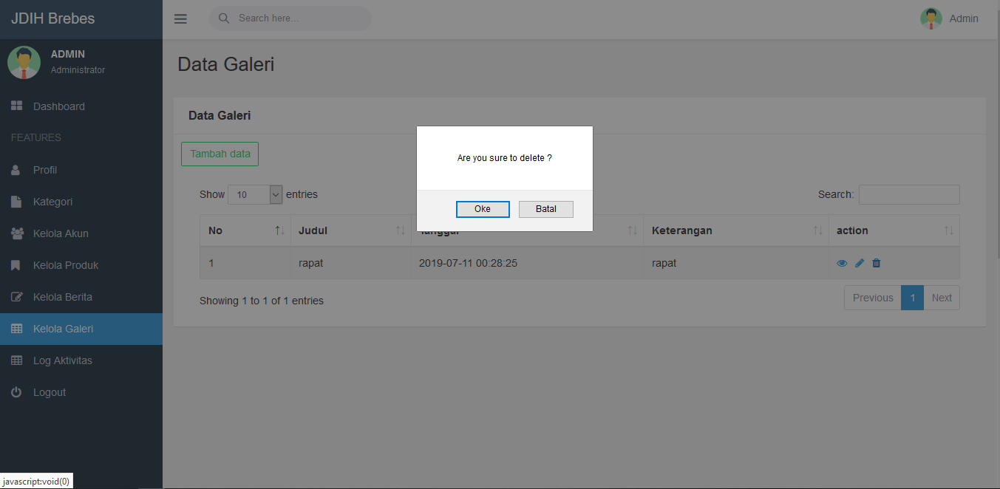 JDIH Brebes
Search here...
Admin
ADMIN
Administrator
Data Galeri
Dashboard
FEATURES
Profil
Kategori
Kelola Akun
Kelola Produk
Kelola Berita
Kelola Galeri
Log Aktivitas
Logout
Data Galeri
Tambah data
Show 10 entries
Search:
No Judul Tanggal Keterangan action
1 rapat 2019-07-11 00:28:25 rapat
Showing 1 to 1 of 1 entries
Previous 1 Next
Are you sure to delete ?
Oke Batal
javascript:void(0)